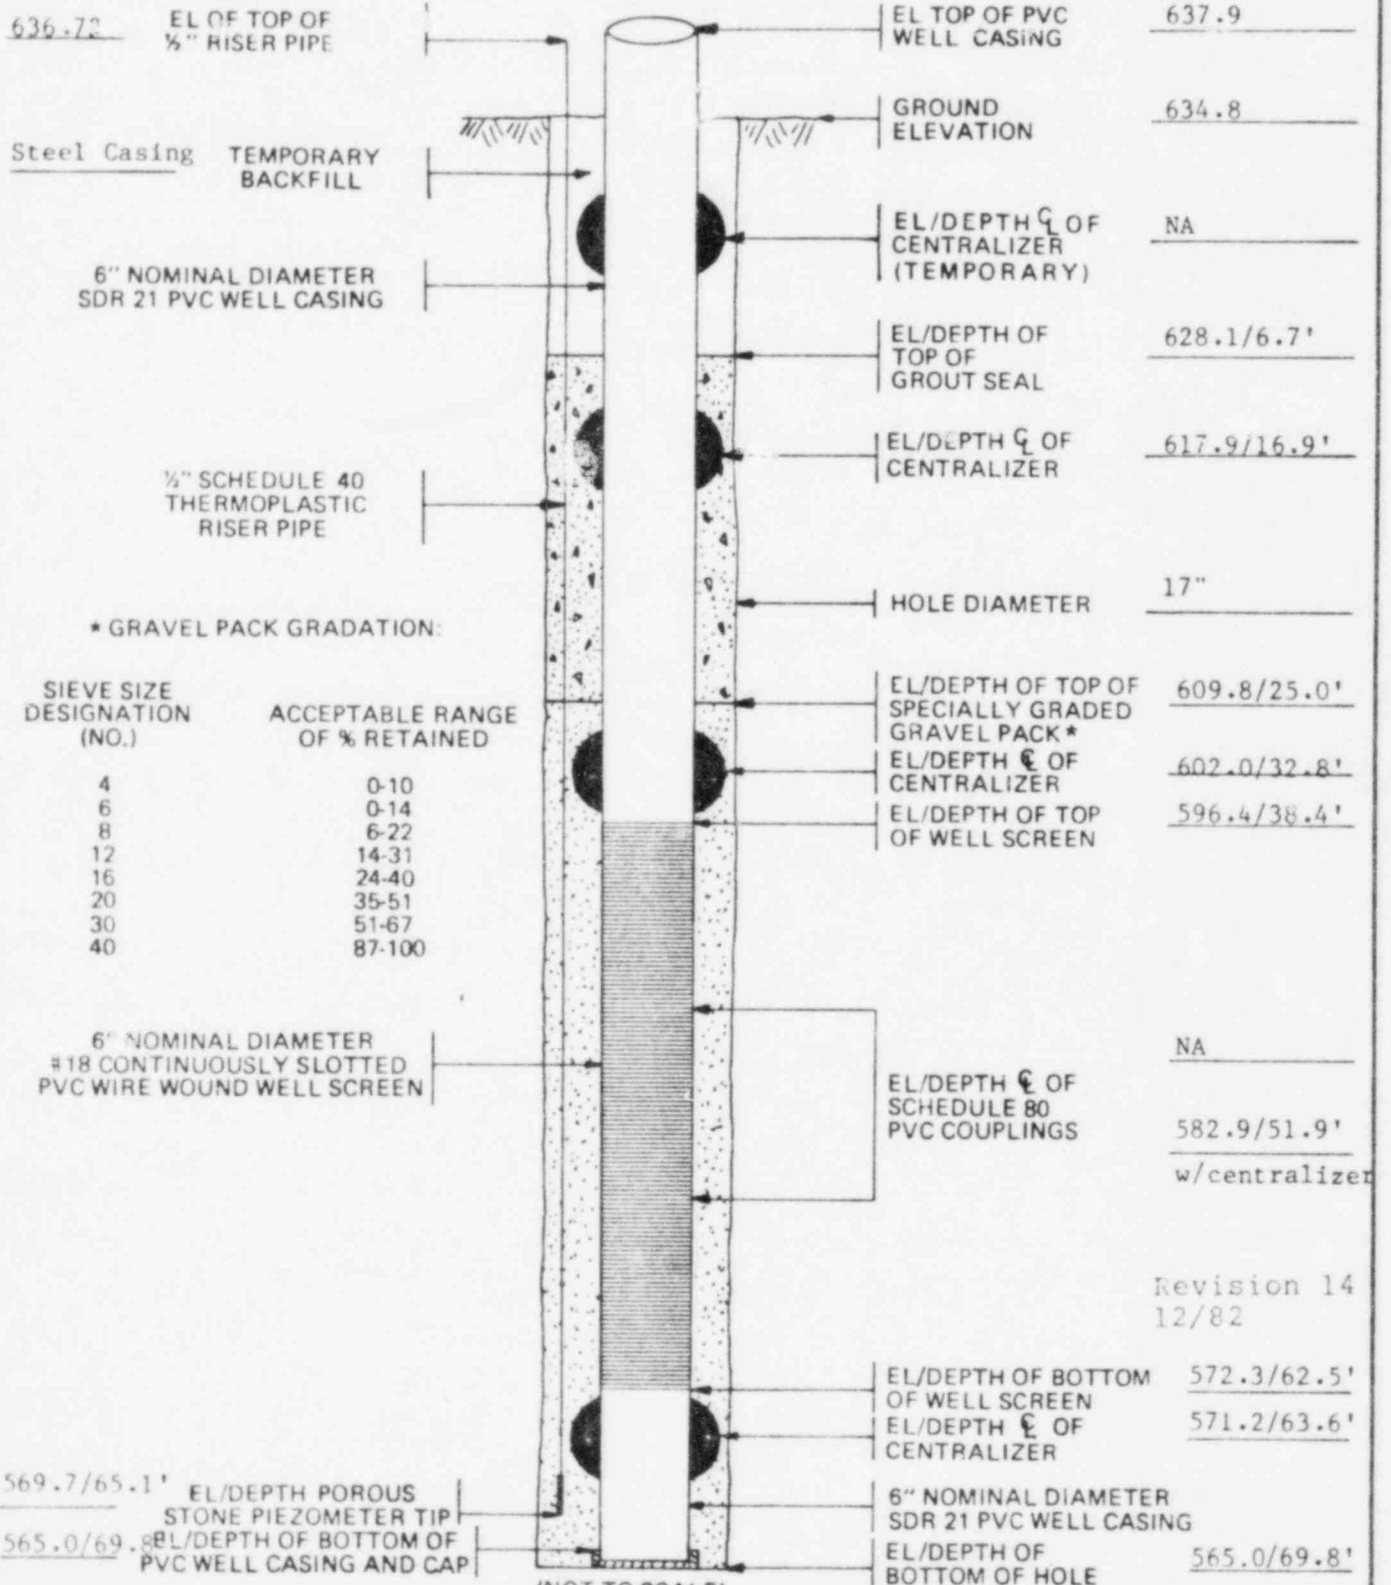 636.72
EL OF TOP OF
½" RISER PIPE
EL TOP OF PVC
WELL CASING
637.9
GROUND
ELEVATION
634.8
Steel Casing
TEMPORARY
BACKFILL
EL/DEPTH ℄ OF
CENTRALIZER
(TEMPORARY)
NA
6" NOMINAL DIAMETER
SDR 21 PVC WELL CASING
EL/DEPTH OF
TOP OF
GROUT SEAL
628.1/6.7'
EL/DEPTH ℄ OF
CENTRALIZER
617.9/16.9'
½" SCHEDULE 40
THERMOPLASTIC
RISER PIPE
HOLE DIAMETER
17"
* GRAVEL PACK GRADATION:
SIEVE SIZE
DESIGNATION
(NO.)
ACCEPTABLE RANGE
OF % RETAINED
4 0-10
6 0-14
8 6-22
12 14-31
16 24-40
20 35-51
30 51-67
40 87-100
EL/DEPTH OF TOP OF
SPECIALLY GRADED
GRAVEL PACK *
609.8/25.0'
EL/DEPTH ℄ OF
CENTRALIZER
602.0/32.8'
EL/DEPTH OF TOP
OF WELL SCREEN
596.4/38.4'
6" NOMINAL DIAMETER
#18 CONTINUOUSLY SLOTTED
PVC WIRE WOUND WELL SCREEN
EL/DEPTH ℄ OF
SCHEDULE 80
PVC COUPLINGS
NA
582.9/51.9'
w/centralizer
Revision 14
12/82
EL/DEPTH OF BOTTOM
OF WELL SCREEN
572.3/62.5'
EL/DEPTH ℄ OF
CENTRALIZER
571.2/63.6'
569.7/65.1'
EL/DEPTH POROUS
STONE PIEZOMETER TIP
565.0/69.8'
EL/DEPTH OF BOTTOM OF
PVC WELL CASING AND CAP
6" NOMINAL DIAMETER
SDR 21 PVC WELL CASING
EL/DEPTH OF
BOTTOM OF HOLE
565.0/69.8'
(NOT TO SCALE)